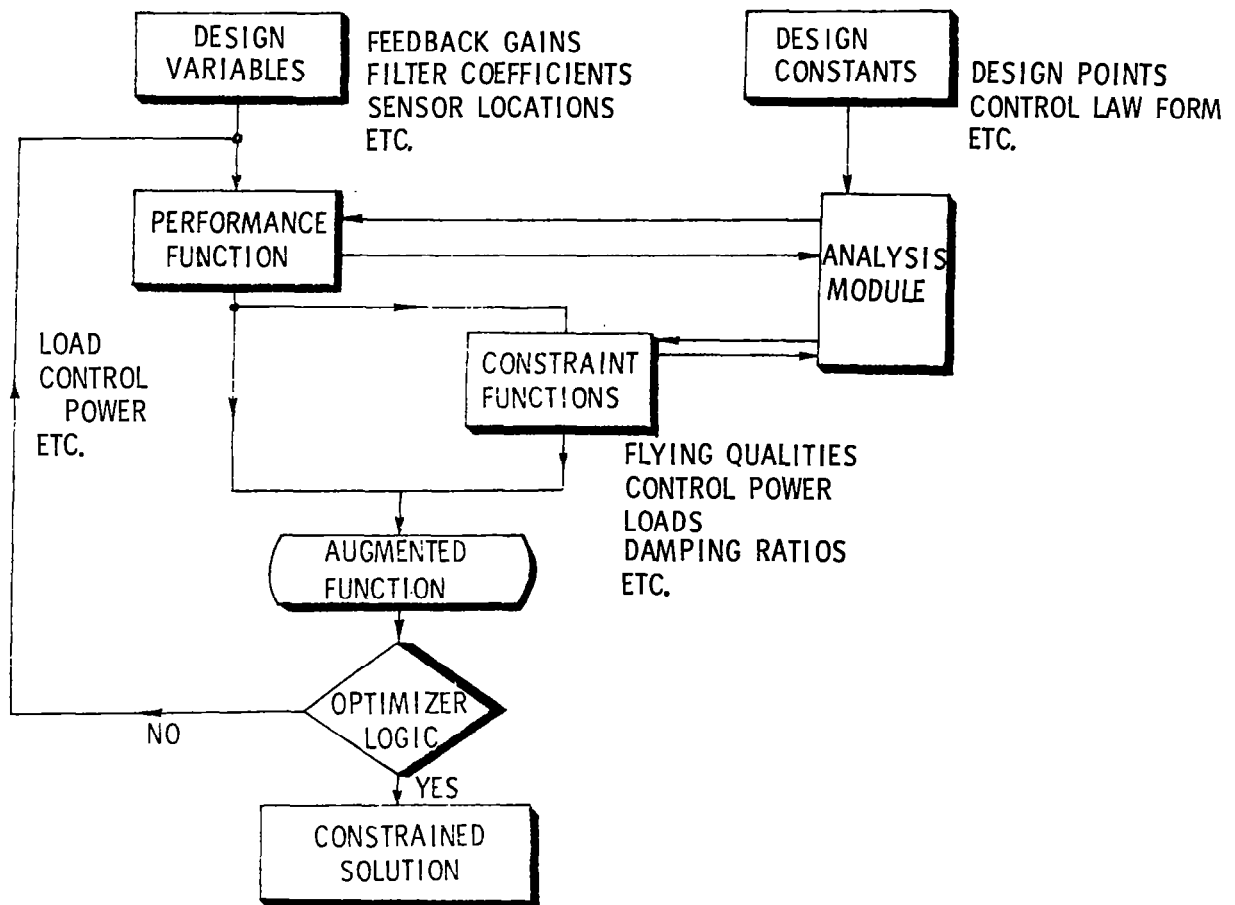 DESIGN
VARIABLES
FEEDBACK GAINS
FILTER COEFFICIENTS
SENSOR LOCATIONS
ETC.
DESIGN
CONSTANTS
DESIGN POINTS
CONTROL LAW FORM
ETC.
PERFORMANCE
FUNCTION
ANALYSIS
MODULE
LOAD
CONTROL
POWER
ETC.
CONSTRAINT
FUNCTIONS
FLYING QUALITIES
CONTROL POWER
LOADS
DAMPING RATIOS
ETC.
AUGMENTED
FUNCTION
OPTIMIZER
LOGIC
NO
YES
CONSTRAINED
SOLUTION